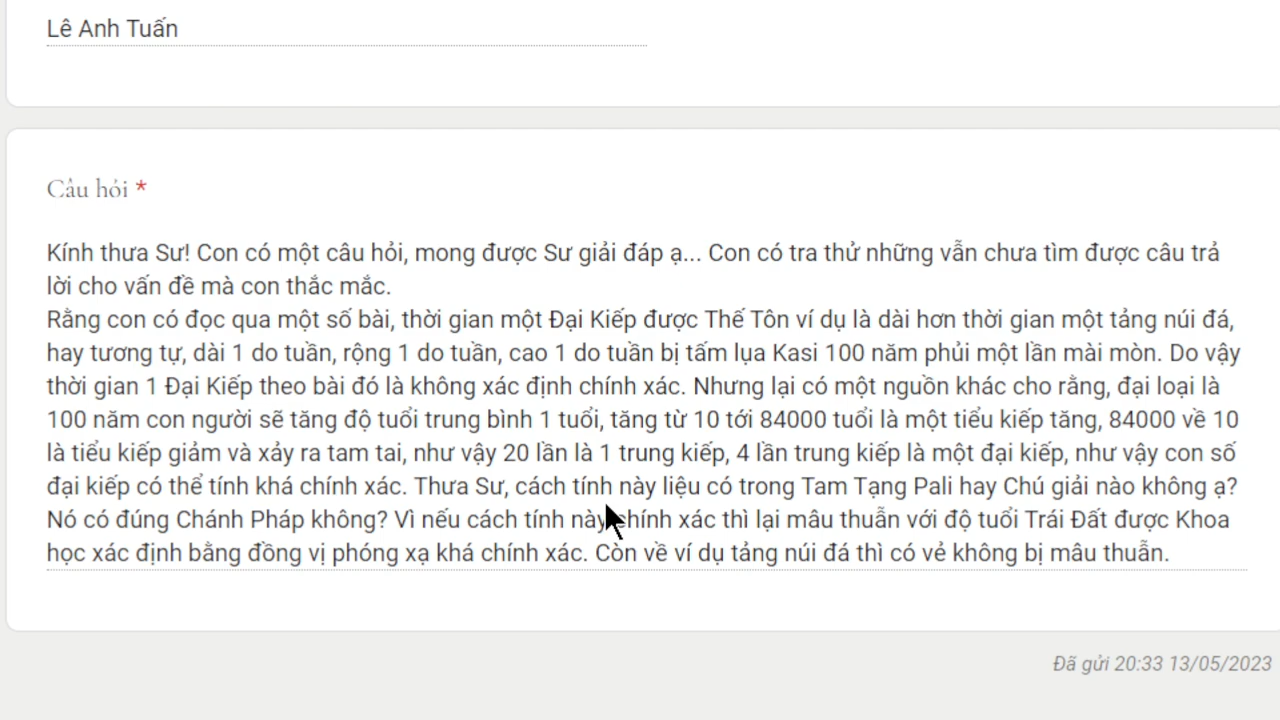 Lê Anh Tuấn
Câu hỏi *
Kính thưa Sư! Con có một câu hỏi, mong được Sư giải đáp ạ... Con có tra thử những vẫn chưa tìm được câu trả
lời cho vấn đề mà con thắc mắc.
Rằng con có đọc qua một số bài, thời gian một Đại Kiếp được Thế Tôn ví dụ là dài hơn thời gian một tảng núi đá,
hay tương tự, dài 1 do tuần, rộng 1 do tuần, cao 1 do tuần bị tấm lụa Kasi 100 năm phủi một lần mài mòn. Do vậy
thời gian 1 Đại Kiếp theo bài đó là không xác định chính xác. Nhưng lại có một nguồn khác cho rằng, đại loại là
100 năm con người sẽ tăng độ tuổi trung bình 1 tuổi, tăng từ 10 tới 84000 tuổi là một tiểu kiếp tăng, 84000 về 10
là tiểu kiếp giảm và xảy ra tam tai, như vậy 20 lần là 1 trung kiếp, 4 lần trung kiếp là một đại kiếp, như vậy con số
đại kiếp có thể tính khá chính xác. Thưa Sư, cách tính này liệu có trong Tam Tạng Pali hay Chú giải nào không ạ?
Nó có đúng Chánh Pháp không? Vì nếu cách tính này chính xác thì lại mâu thuẫn với độ tuổi Trái Đất được Khoa
học xác định bằng đồng vị phóng xạ khá chính xác. Còn về ví dụ tảng núi đá thì có vẻ không bị mâu thuẫn.
Đã gửi 20:33 13/05/2023